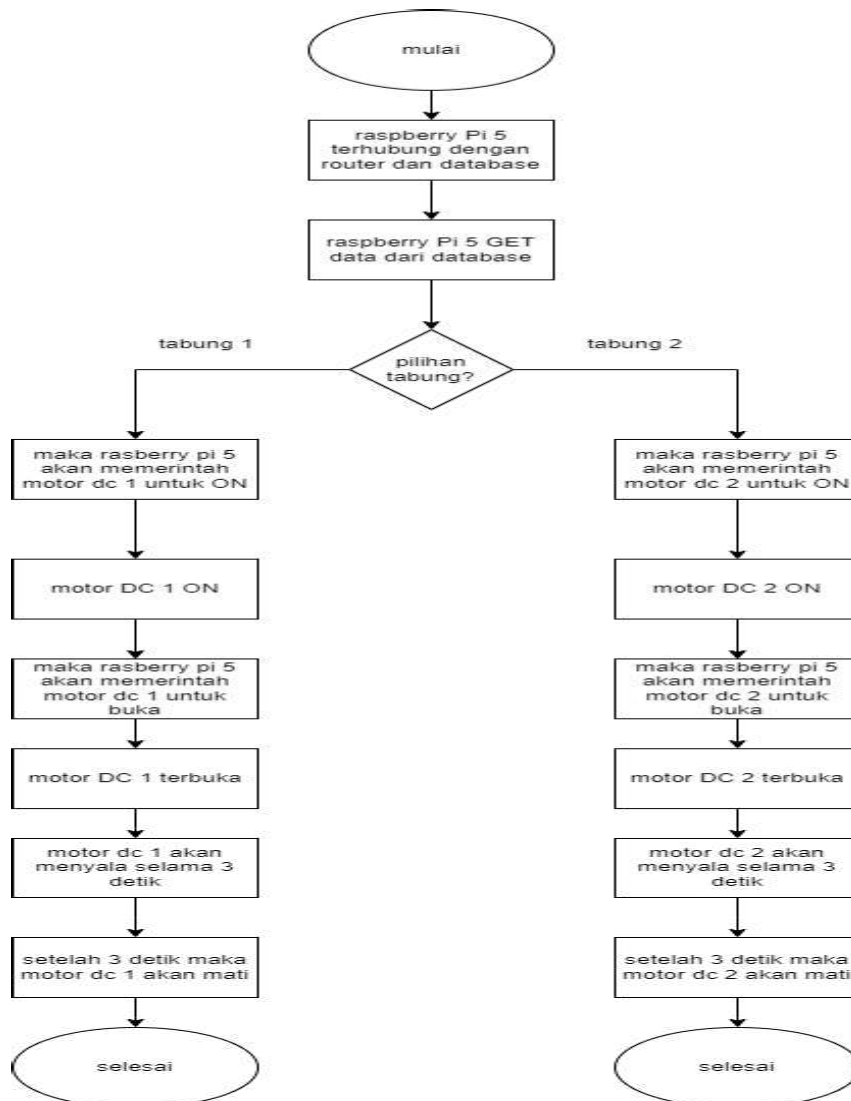 mulai
raspberry Pi 5
terhubung dengan
router dan database
raspberry Pi 5 GET
data dari database
tabung 1
tabung 2
pilihan
tabung?
maka rasberry pi 5
akan memerintah
motor dc 1 untuk ON
motor DC 1 ON
maka rasberry pi 5
akan memerintah
motor dc 1 untuk
buka
motor DC 1 terbuka
motor dc 1 akan
menyala selama 3
detik
setelah 3 detik maka
motor dc 1 akan mati
selesai
maka rasberry pi 5
akan memerintah
motor dc 2 untuk ON
motor DC 2 ON
maka rasberry pi 5
akan memerintah
motor dc 2 untuk
buka
motor DC 2 terbuka
motor dc 2 akan
menyala selama 3
detik
setelah 3 detik maka
motor dc 2 akan mati
selesai